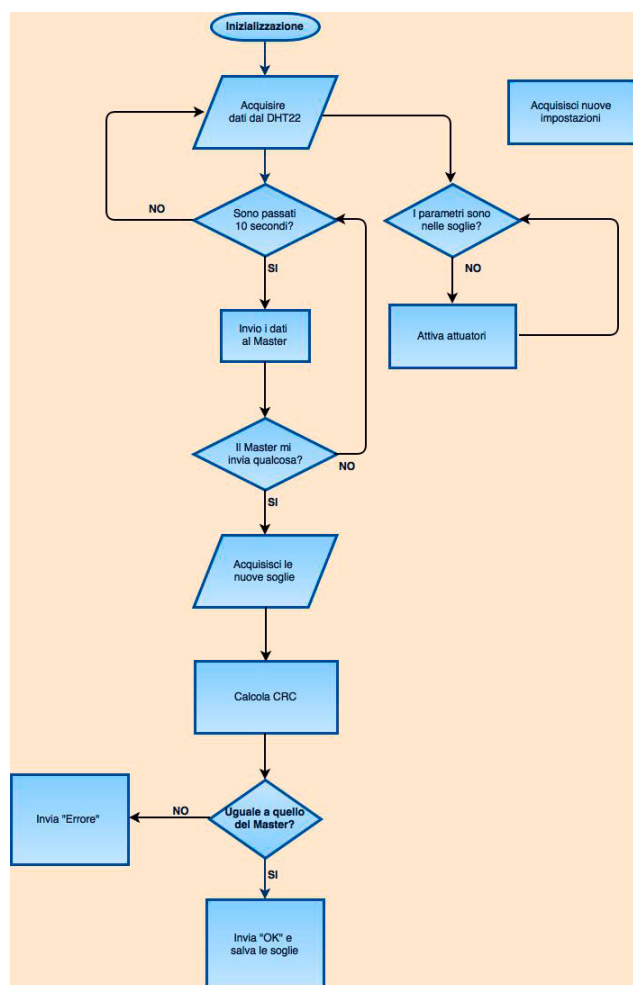 Inizializzazione
Acquisire
dati dal DHT22
Acquisisci nuove
impostazioni
NO
Sono passati
10 secondi?
I parametri sono
nelle soglie?
SI
NO
Invio i dati
al Master
Attiva attuatori
Il Master mi
invia qualcosa?
NO
SI
Acquisisci le
nuove soglie
Calcola CRC
Invia "Errore"
NO
Uguale a quello
del Master?
SI
Invia "OK" e
salva le soglie